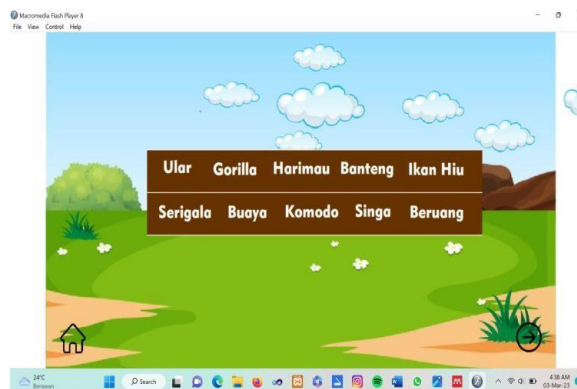 Macromedia Flash Player 8
File View Control Help
Ular Gorilla Harimau Banteng Ikan Hiu
Serigala Buaya Komodo Singa Beruang
24°C
Berawan
Search
4:38 AM
03-Mar-23